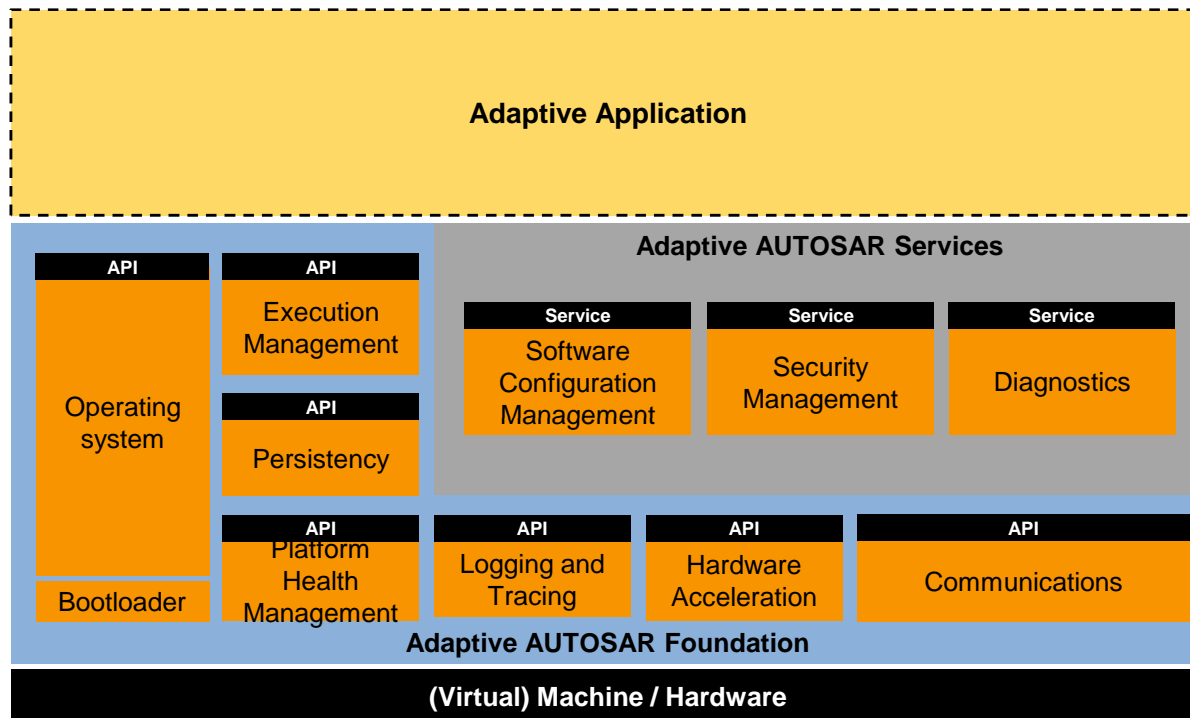 Adaptive Application
Adaptive AUTOSAR Services
API
Operating
system
Bootloader
API
Execution
Management
API
Persistency
Service
Software
Configuration
Management
Service
Security
Management
Service
Diagnostics
API
Platform
Health
Management
API
Logging and
Tracing
API
Hardware
Acceleration
API
Communications
Adaptive AUTOSAR Foundation
(Virtual) Machine / Hardware